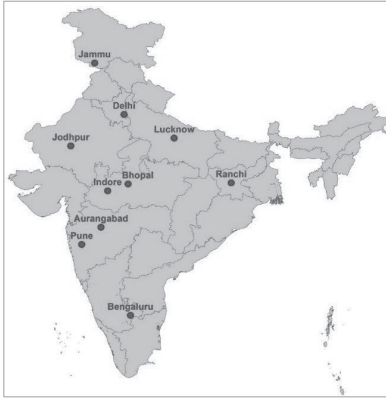 Jammu
Delhi
Lucknow
Jodhpur
Ranchi
Bhopal
Indore
Aurangabad
Pune
Bengaluru